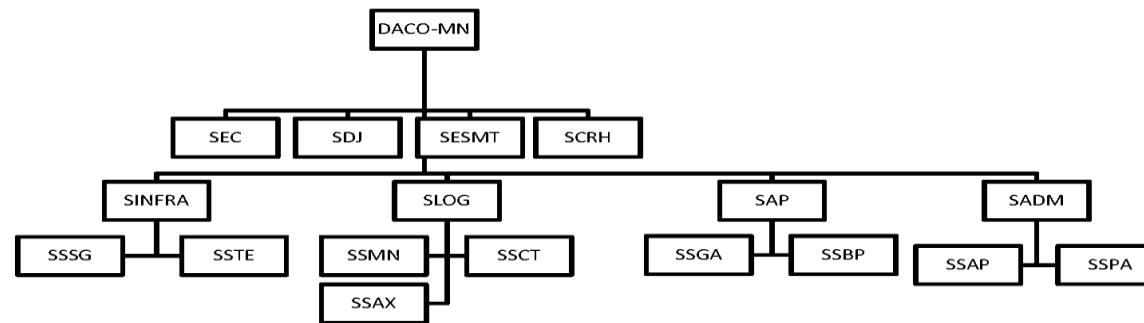 DACO-MN
SEC
SDJ
SESMT
SCRH
SINFRA
SLOG
SAP
SADM
SSSG
SSTE
SSMN
SSCT
SSGA
SSBP
SSAP
SSPA
SSAX